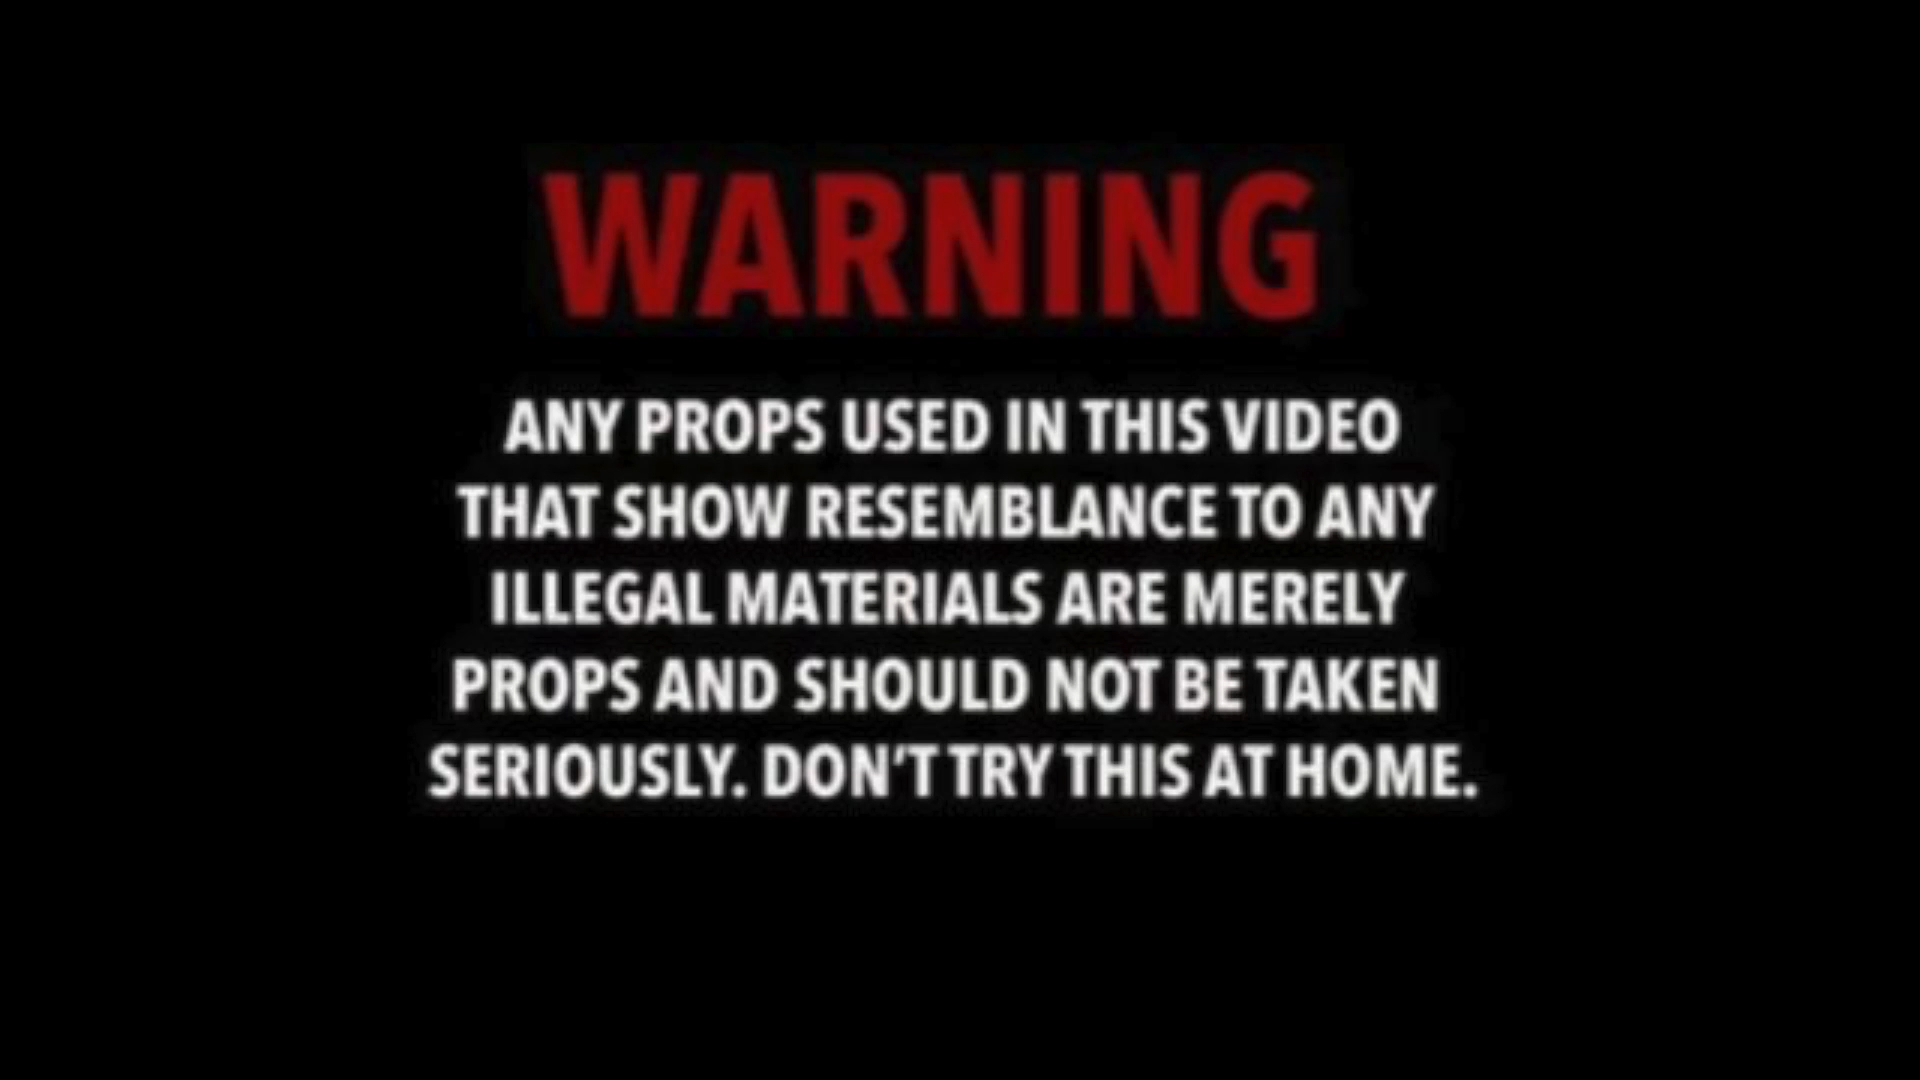 WARNING
ANY PROPS USED IN THIS VIDEO
THAT SHOW RESEMBLANCE TO ANY
ILLEGAL MATERIALS ARE MERELY
PROPS AND SHOULD NOT BE TAKEN
SERIOUSLY. DON'T TRY THIS AT HOME.